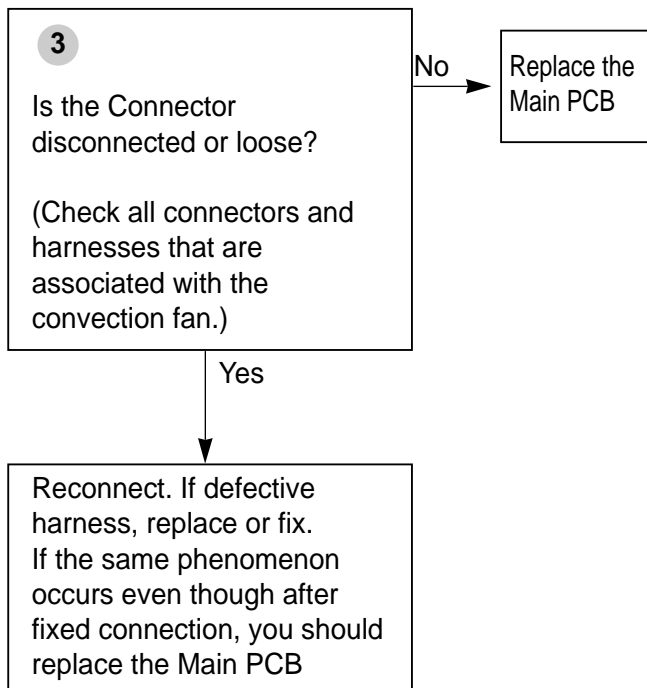 3
Is the Connector
disconnected or loose?
(Check all connectors and
harnesses that are
associated with the
convection fan.)
No
Replace the
Main PCB
Yes
Reconnect. If defective
harness, replace or fix.
If the same phenomenon
occurs even though after
fixed connection, you should
replace the Main PCB